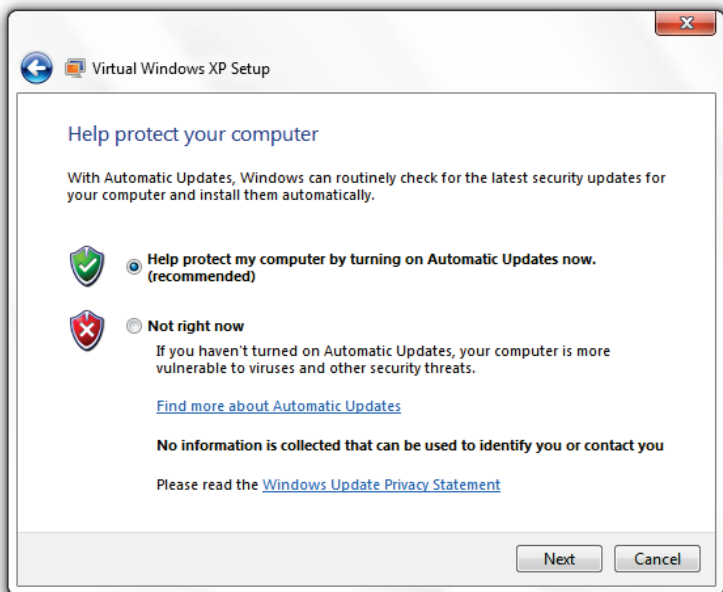 Virtual Windows XP Setup
Help protect your computer
With Automatic Updates, Windows can routinely check for the latest security updates for
your computer and install them automatically.
Help protect my computer by turning on Automatic Updates now.
(recommended)
Not right now
If you haven't turned on Automatic Updates, your computer is more
vulnerable to viruses and other security threats.
Find more about Automatic Updates
No information is collected that can be used to identify you or contact you
Please read the Windows Update Privacy Statement
Next Cancel